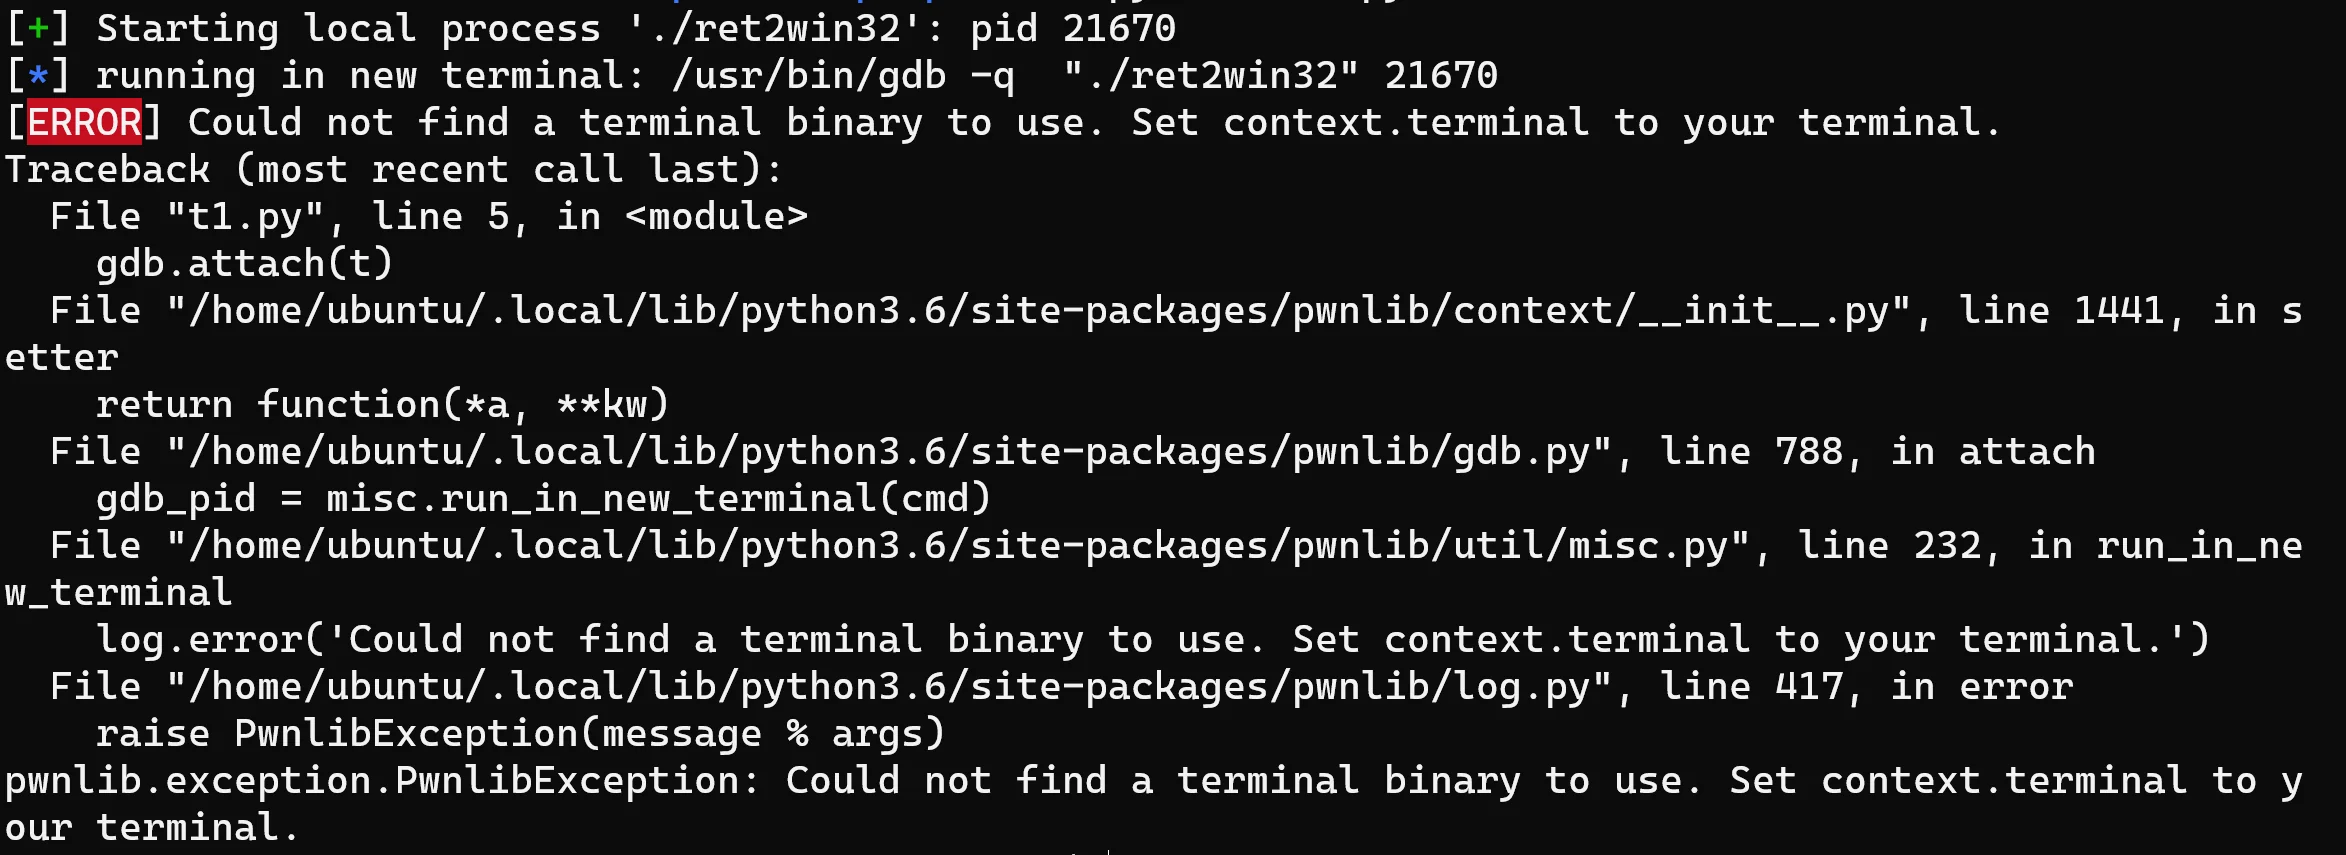 [+] Starting local process './ret2win32': pid 21670
[*] running in new terminal: /usr/bin/gdb -q  "./ret2win32" 21670
[ERROR] Could not find a terminal binary to use. Set context.terminal to your terminal.
Traceback (most recent call last):
  File "t1.py", line 5, in <module>
    gdb.attach(t)
  File "/home/ubuntu/.local/lib/python3.6/site-packages/pwnlib/context/__init__.py", line 1441, in s
etter
    return function(*a, **kw)
  File "/home/ubuntu/.local/lib/python3.6/site-packages/pwnlib/gdb.py", line 788, in attach
    gdb_pid = misc.run_in_new_terminal(cmd)
  File "/home/ubuntu/.local/lib/python3.6/site-packages/pwnlib/util/misc.py", line 232, in run_in_ne
w_terminal
    log.error('Could not find a terminal binary to use. Set context.terminal to your terminal.')
  File "/home/ubuntu/.local/lib/python3.6/site-packages/pwnlib/log.py", line 417, in error
    raise PwnlibException(message % args)
pwnlib.exception.PwnlibException: Could not find a terminal binary to use. Set context.terminal to y
our terminal.